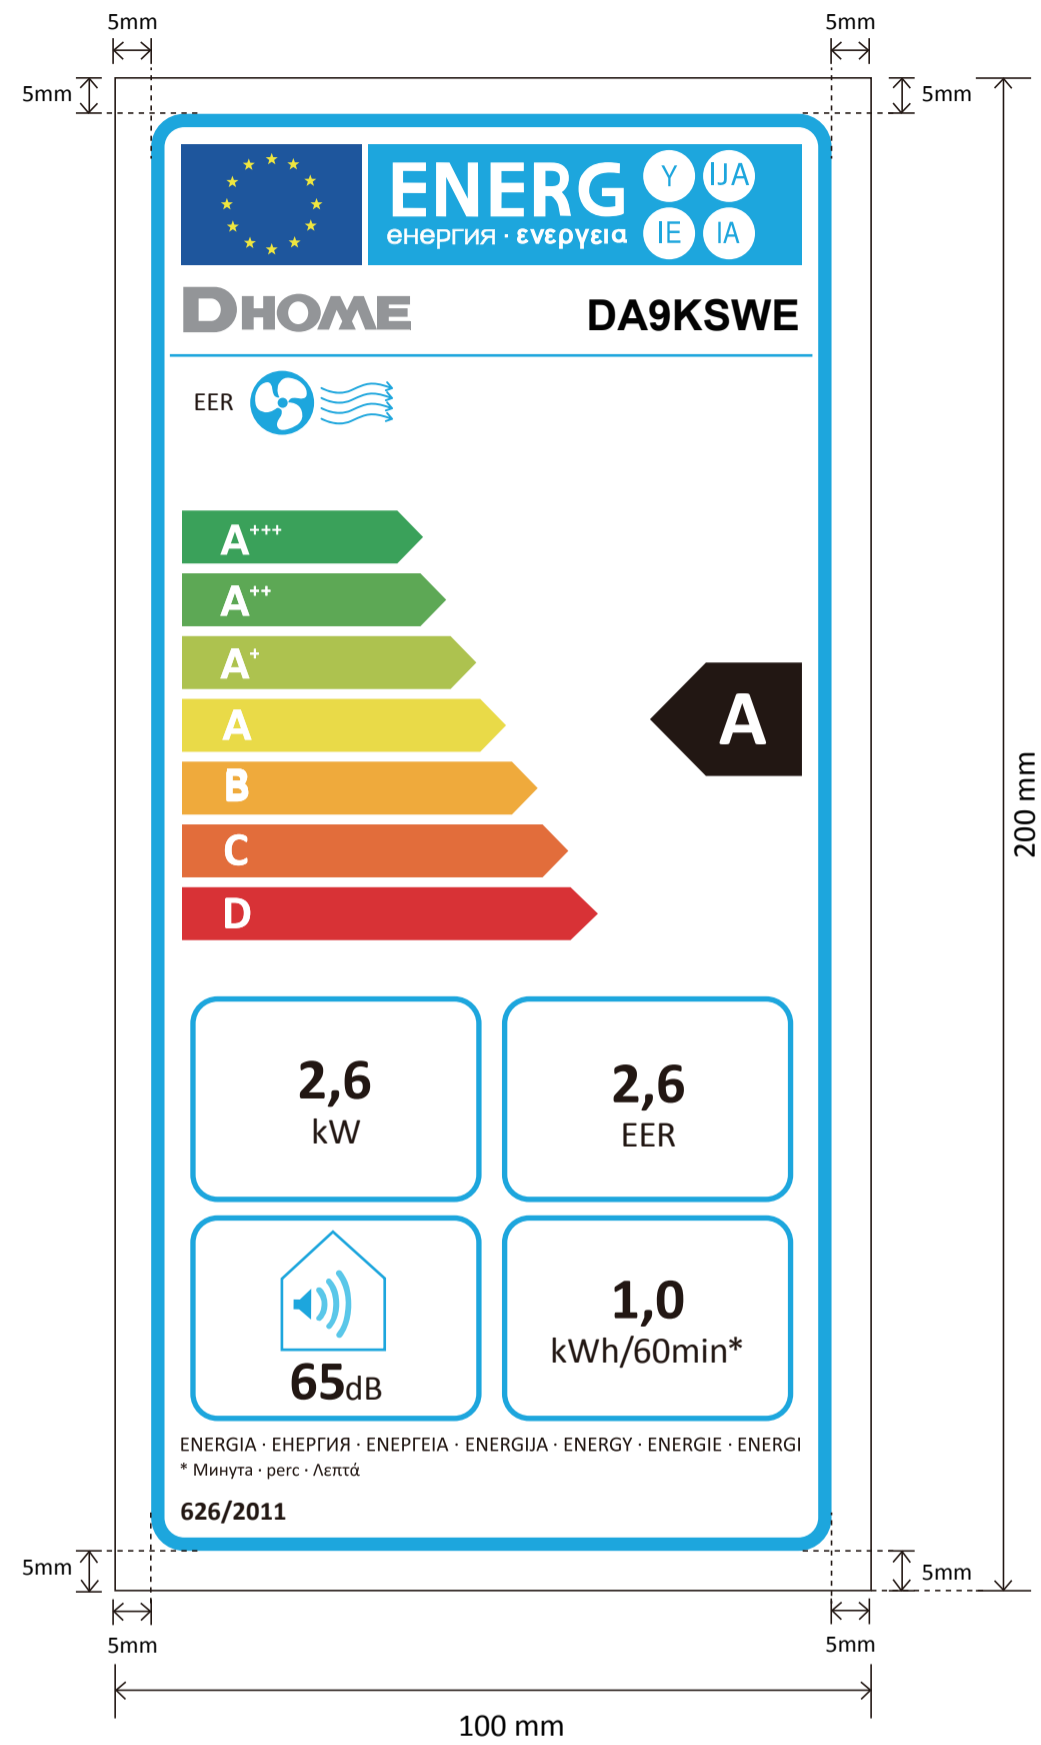 5mm 5mm
5mm 5mm
ENERG Y IJA
енергия · ενεργεια IE IA
DHOME DA9KSWE
EER
A+++
A++
A+
A
A
B
C
D
200 mm
2,6 2,6
kW EER
1,0
kWh/60min*
65dB
ENERGIA · ЕНЕРГИЯ · ΕΝΕΡΓΕΙΑ · ENERGIJA · ENERGY · ENERGIE · ENERGI
* Минута · perc · Λεπτά
626/2011
5mm 5mm
5mm 5mm
100 mm